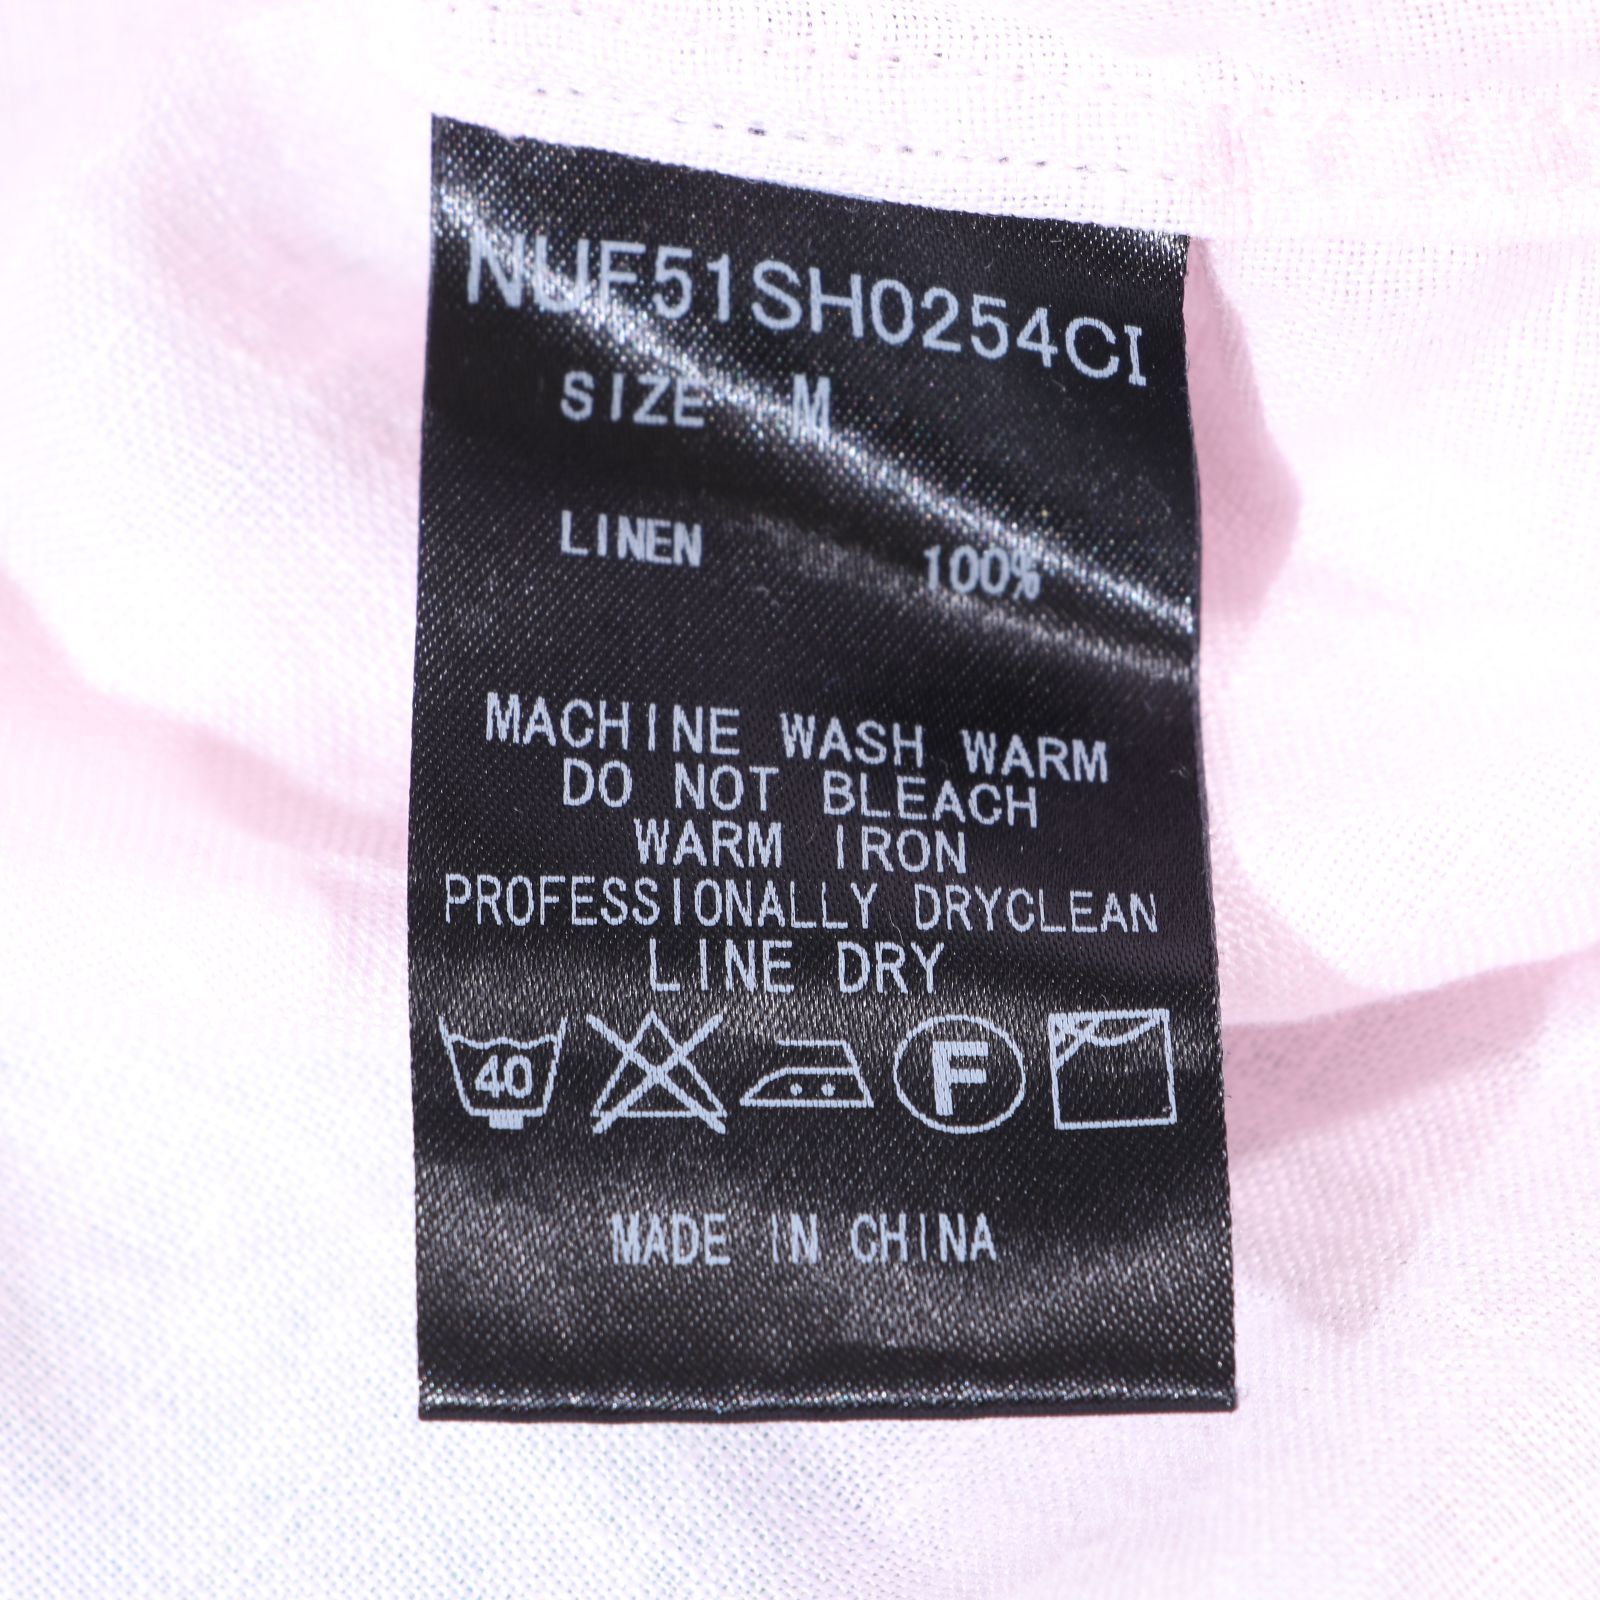 NUF51SH0254CI
SIZE M
LINEN 100%
MACHINE WASH WARM
DO NOT BLEACH
WARM IRON
PROFESSIONALLY DRYCLEAN
LINE DRY
40 F
MADE IN CHINA